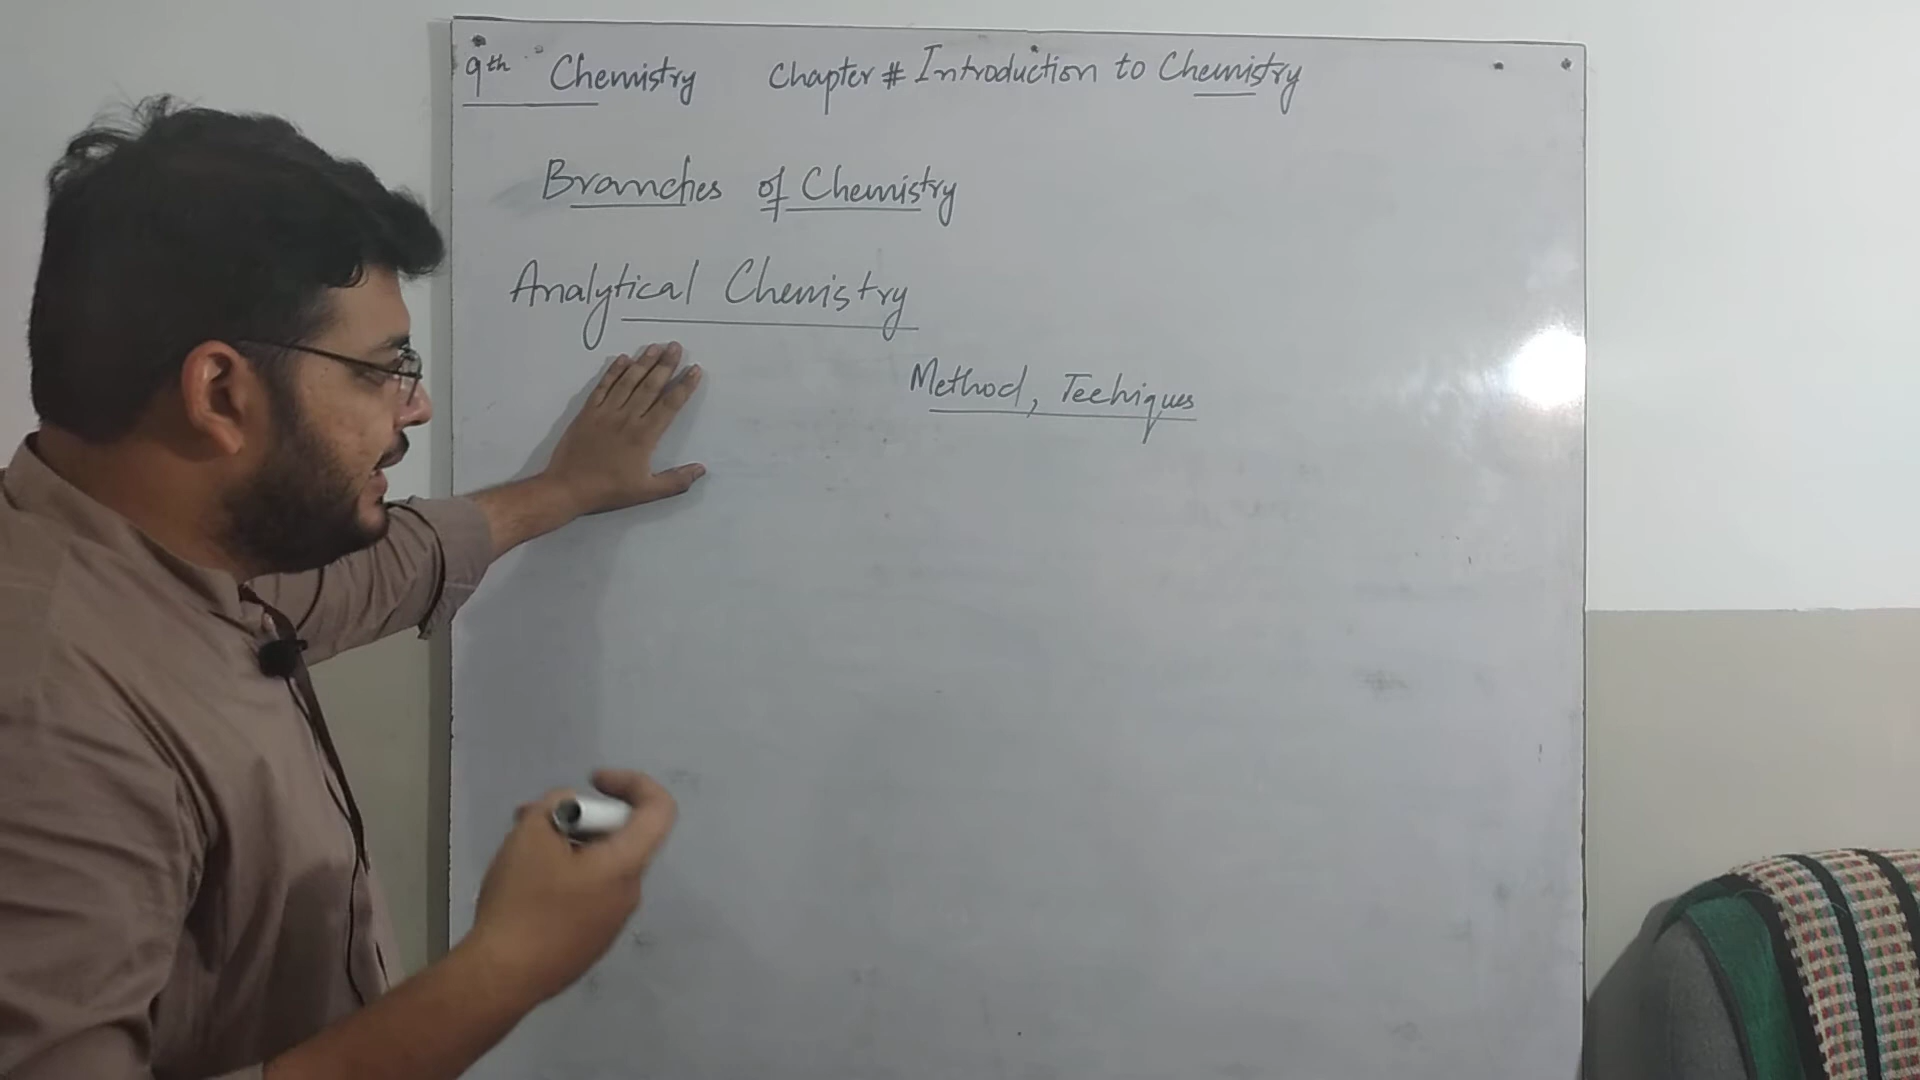 9th Chemistry Chapter # Introduction to Chemistry
Branches of Chemistry
Analytical Chemistry
Method, Techiques